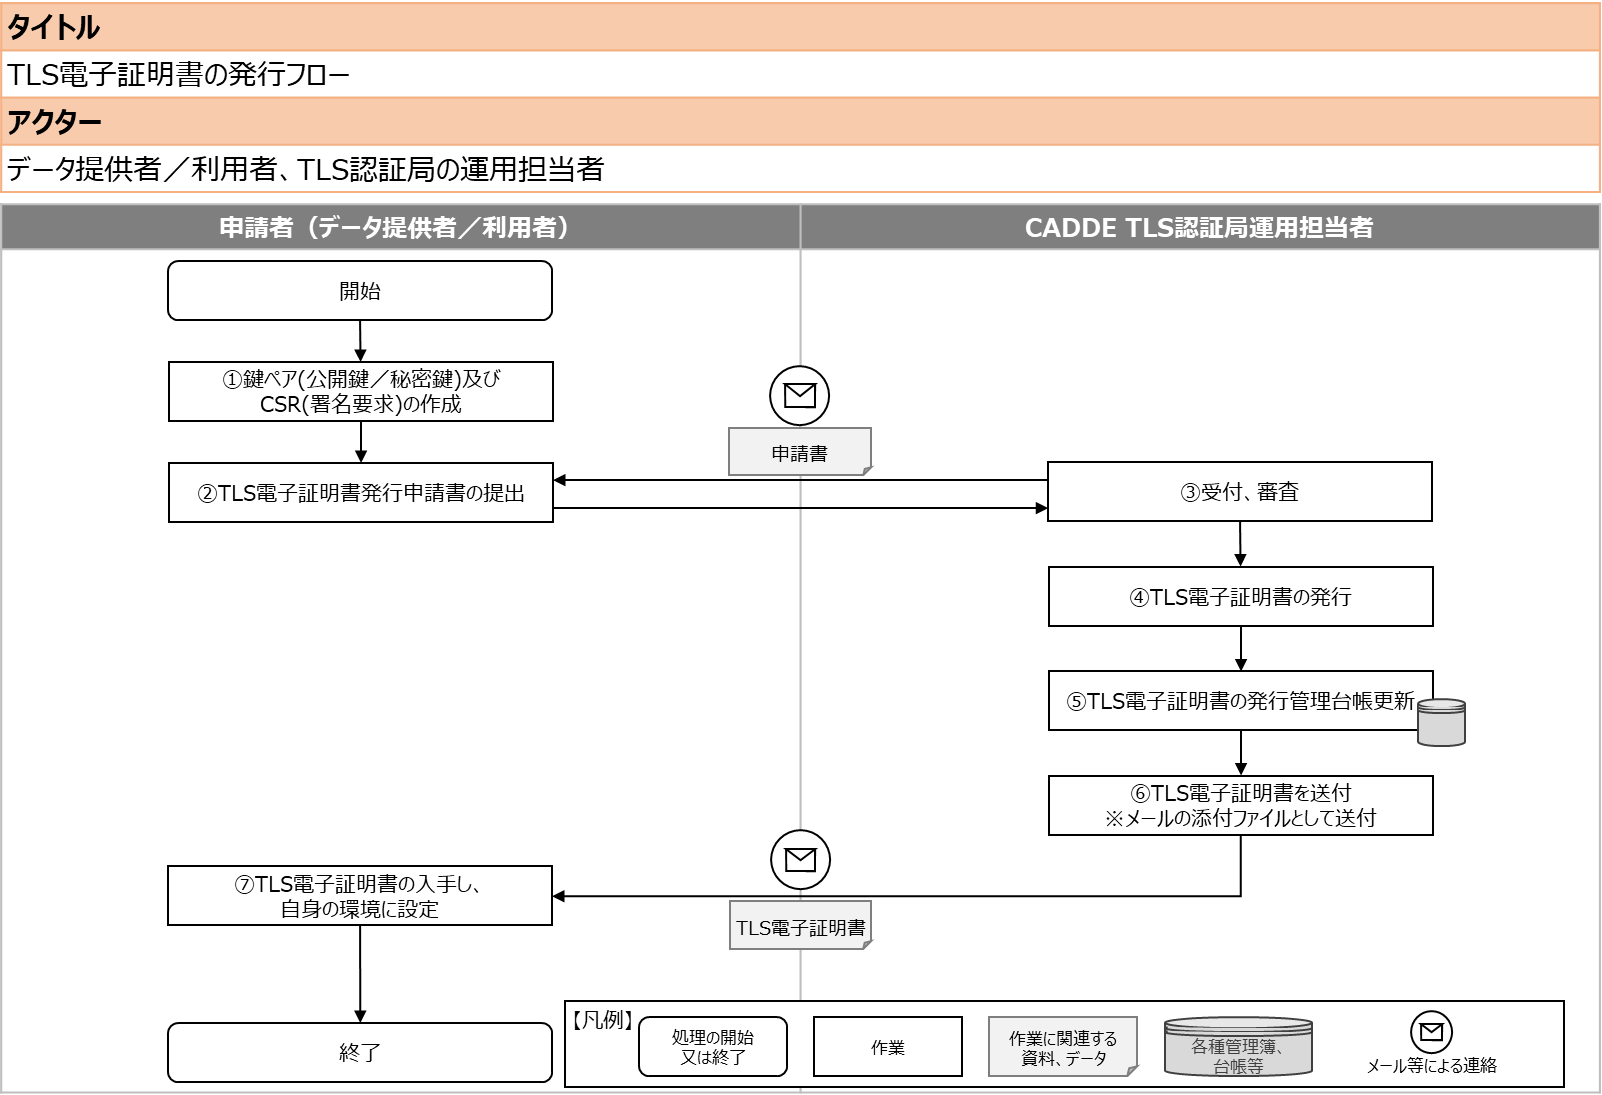 タイトル
TLS電子証明書の発行フロー
アクター
データ提供者／利用者、TLS認証局の運用担当者
申請者（データ提供者／利用者）
CADDE TLS認証局運用担当者
開始
①鍵ペア(公開鍵／秘密鍵)及び
CSR(署名要求)の作成
申請書
②TLS電子証明書発行申請書の提出
③受付、審査
④TLS電子証明書の発行
⑤TLS電子証明書の発行管理台帳更新
⑥TLS電子証明書を送付
※メールの添付ファイルとして送付
⑦TLS電子証明書の入手し、
自身の環境に設定
TLS電子証明書
終了
【凡例】
処理の開始
又は終了
作業
作業に関連する
資料、データ
各種管理簿、
台帳等
メール等による連絡